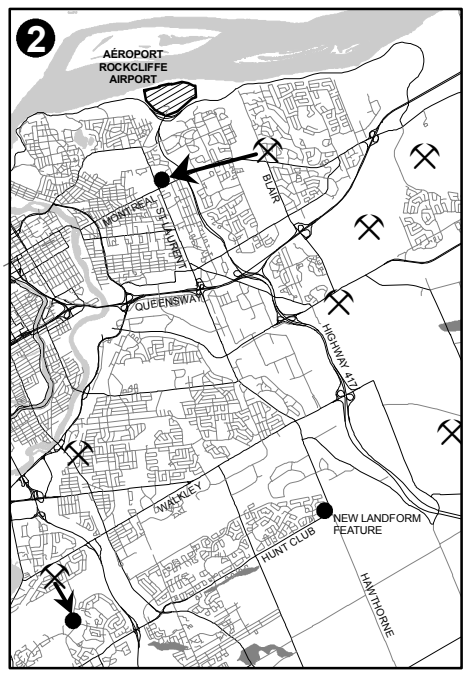 2
AÉROPORT
ROCKCLIFFE
AIRPORT
BLAIR
MONTREAL
ST-LAURENT
QUEENSWAY
HIGHWAY 417
WALKLEY
NEW LANDFORM
FEATURE
HUNT CLUB
HAWTHORNE